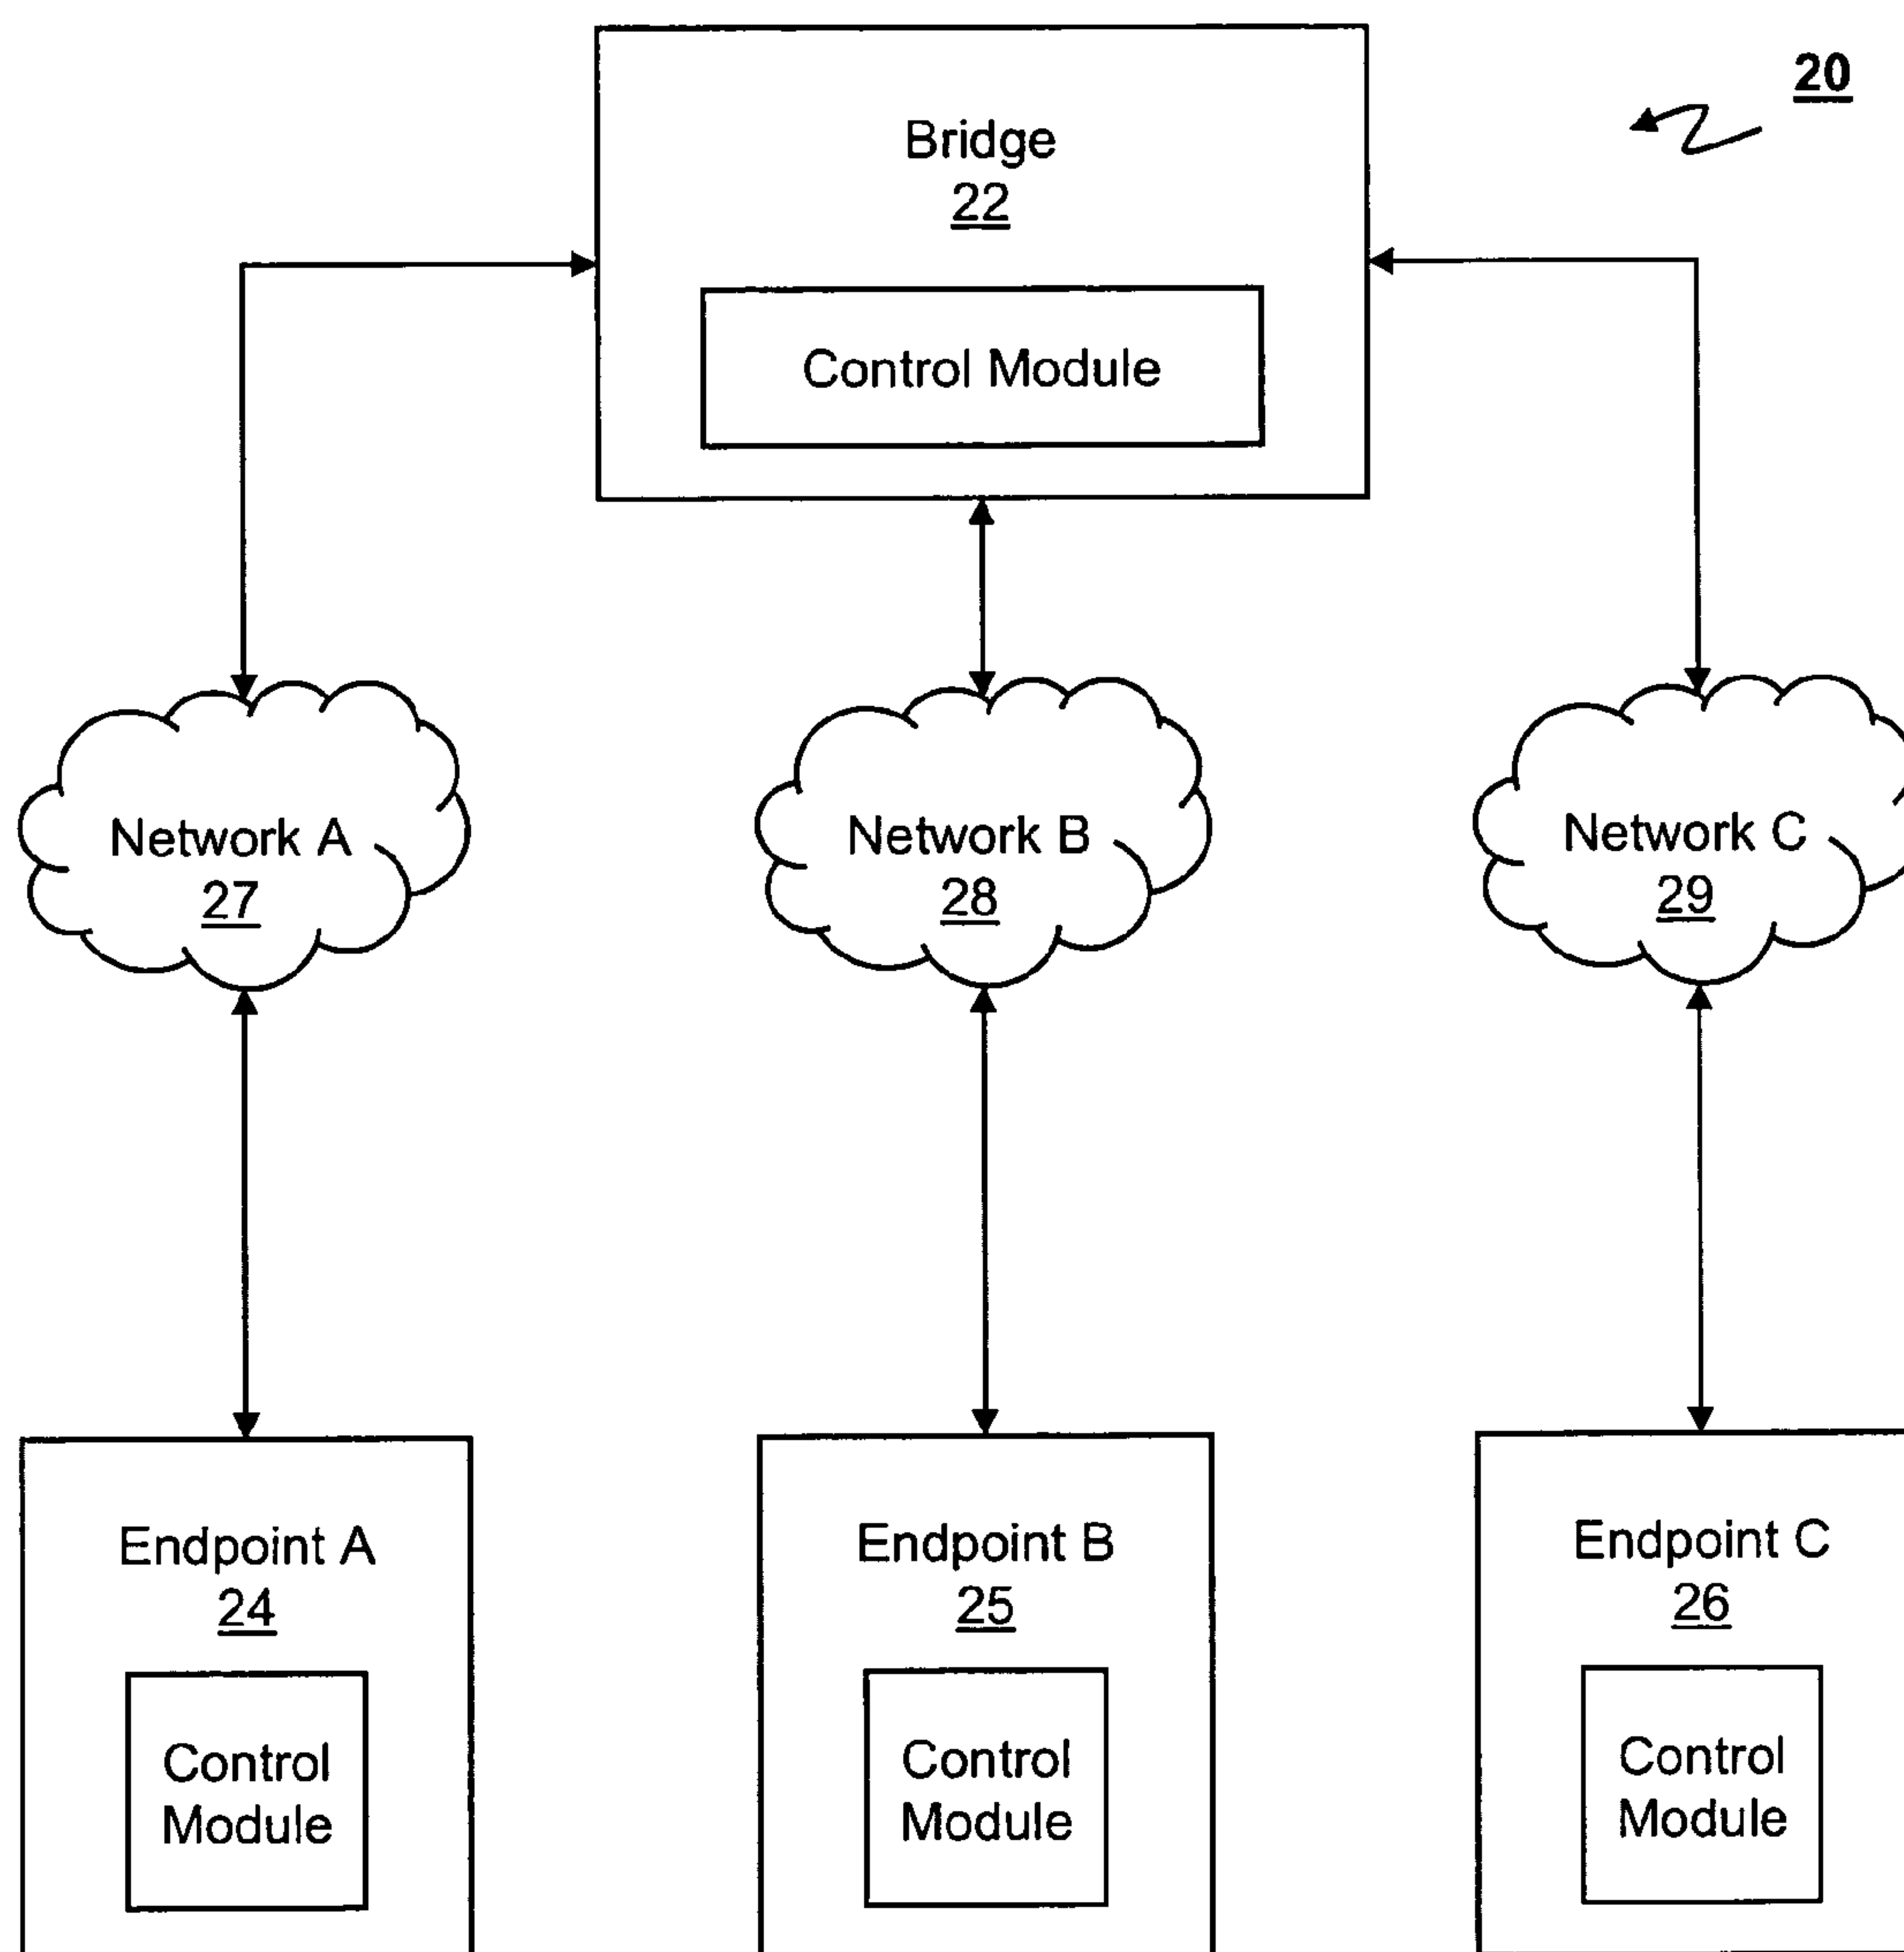 20
Bridge
22
Control Module
Network A
27
Network B
28
Network C
29
Endpoint A
24
Control
Module
Endpoint B
25
Control
Module
Endpoint C
26
Control
Module